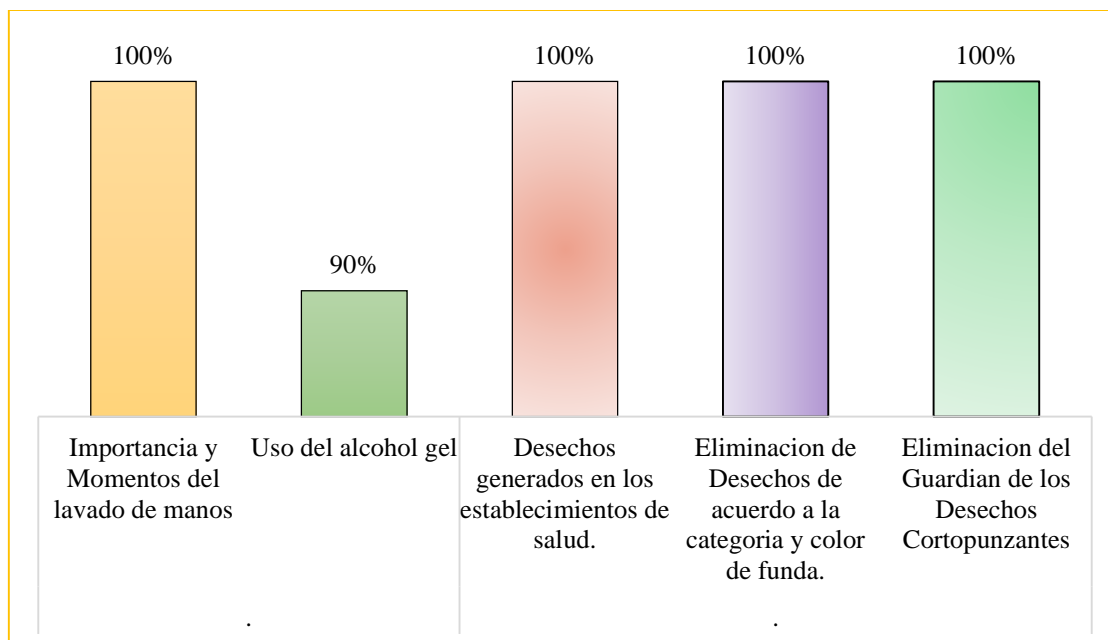 100%
90%
100%
100%
100%
Importancia y
Momentos del
lavado de manos
Uso del alcohol gel
Desechos
generados en los
establecimientos de
salud.
Eliminacion de
Desechos de
acuerdo a la
categoria y color
de funda.
Eliminacion del
Guardian de los
Desechos
Cortopunzantes
.
.